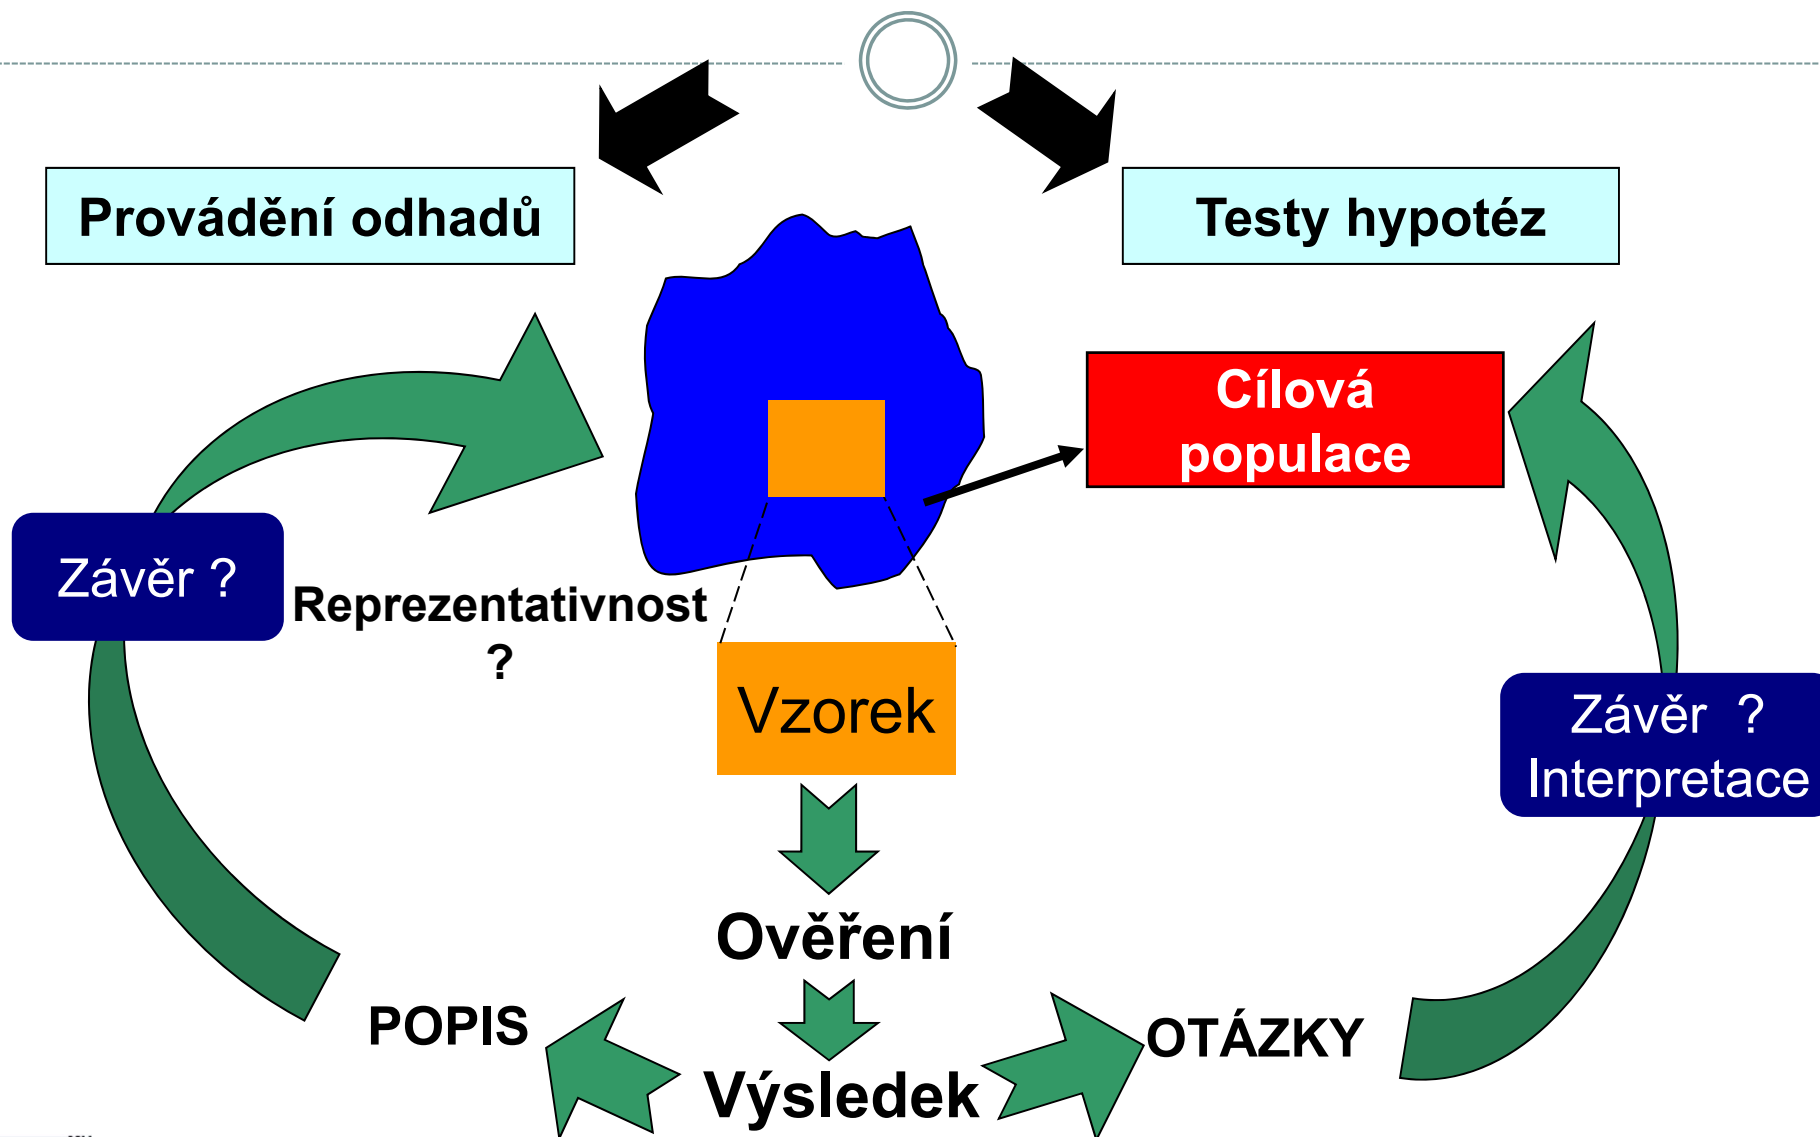 Provádění odhadů
Testy hypotéz
Cílová
populace
Závěr ?
Reprezentativnost
?
Vzorek
Závěr ?
Interpretace
Ověření
POPIS
OTÁZKY
Výsledek